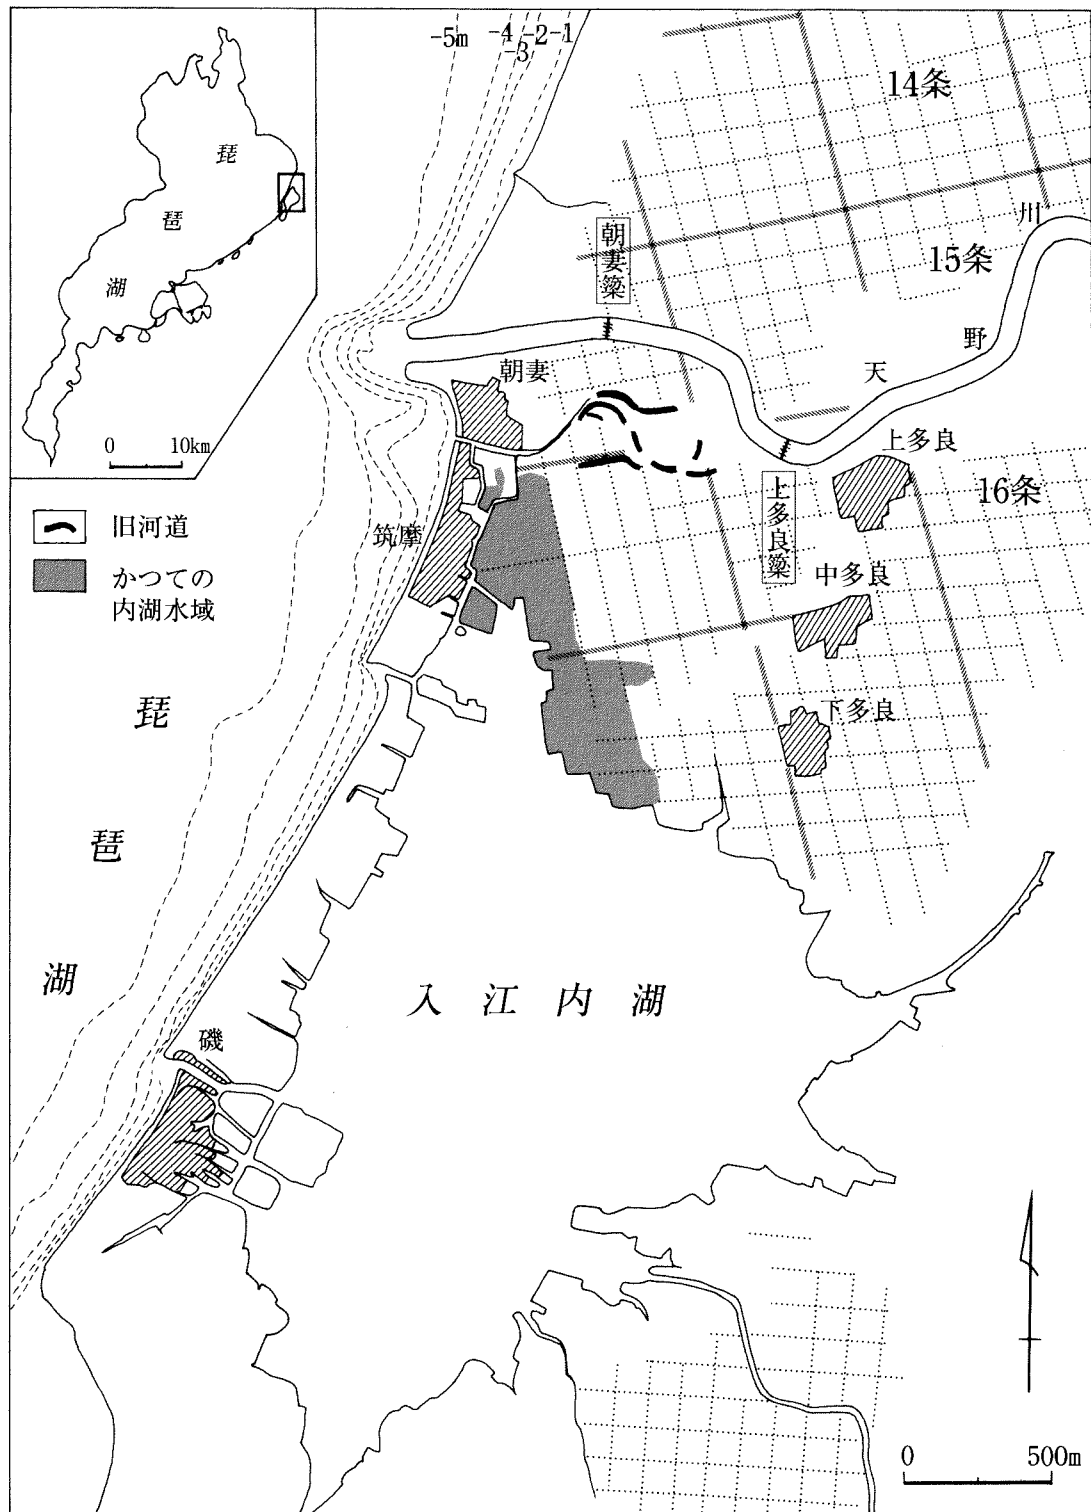 琵
琶
湖
0 10km
-5m -4 -3 -2 -1
14条
15条
16条
朝妻簗
上多良簗
天
野
川
朝妻
筑摩
上多良
中多良
下多良
旧河道
かつての
内湖水域
琵
琶
湖
入江内湖
磯
0 500m